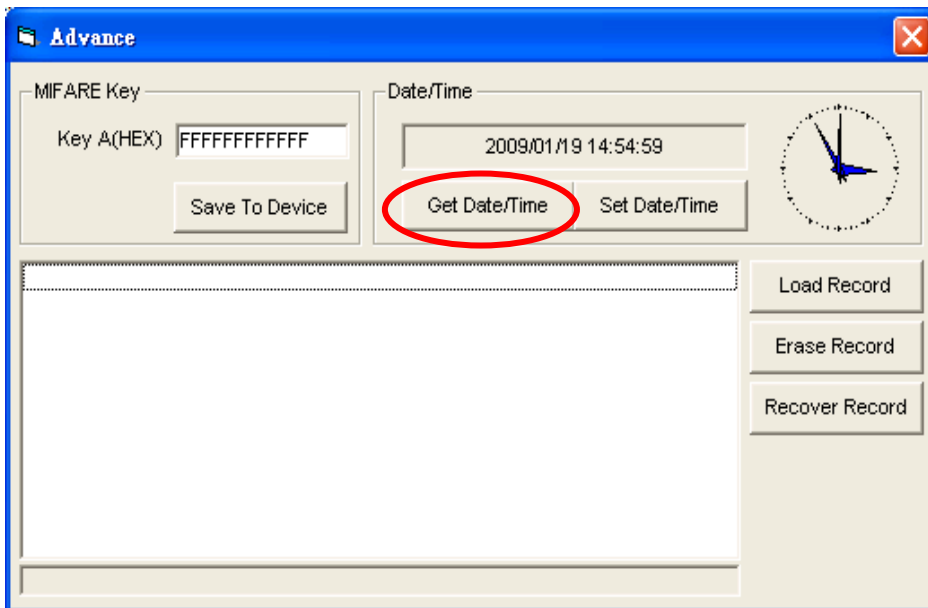 Advance
MIFARE Key
Key A(HEX) FFFFFFFFFFFF
Save To Device
Date/Time
2009/01/19 14:54:59
Get Date/Time Set Date/Time
Load Record
Erase Record
Recover Record